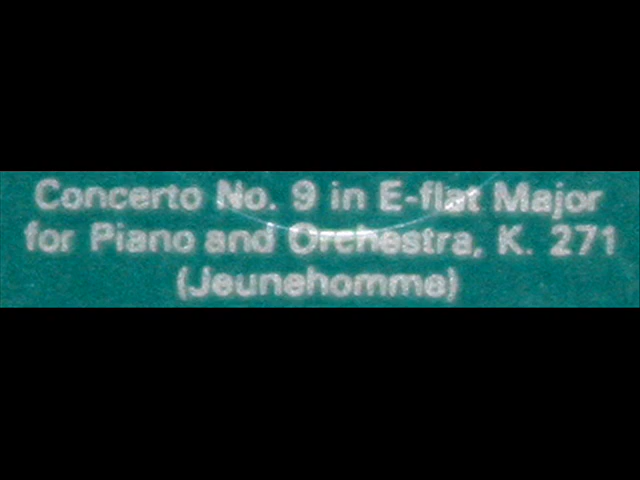 Concerto No. 9 in E-flat Major
for Piano and Orchestra, K. 271
(Jeunehomme)